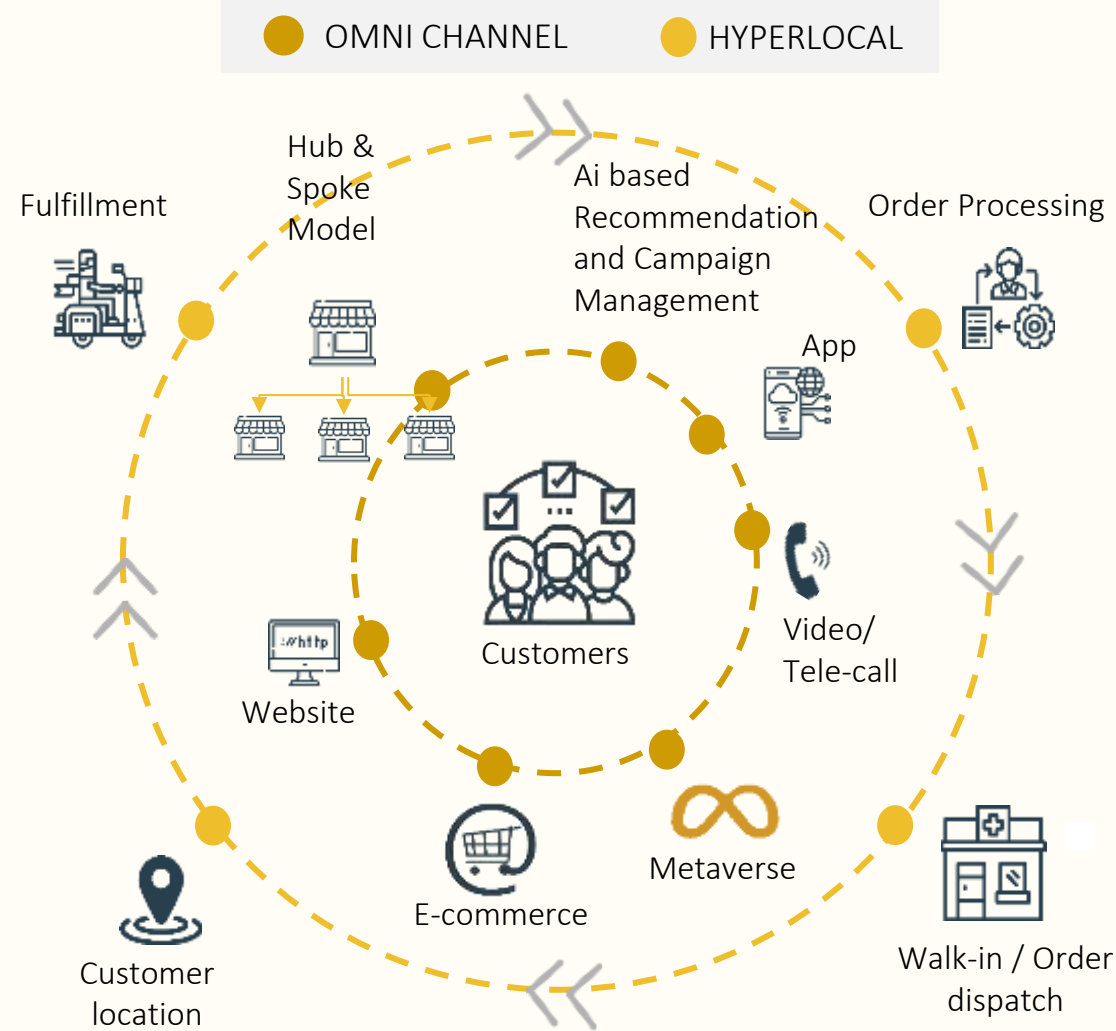 OMNI CHANNEL
HYPERLOCAL
Hub &
Spoke
Model
Ai based
Recommendation
and Campaign
Management
Fulfillment
Order Processing
App
Video/
Tele-call
Customers
://http
Website
Metaverse
E-commerce
Customer
location
Walk-in / Order
dispatch